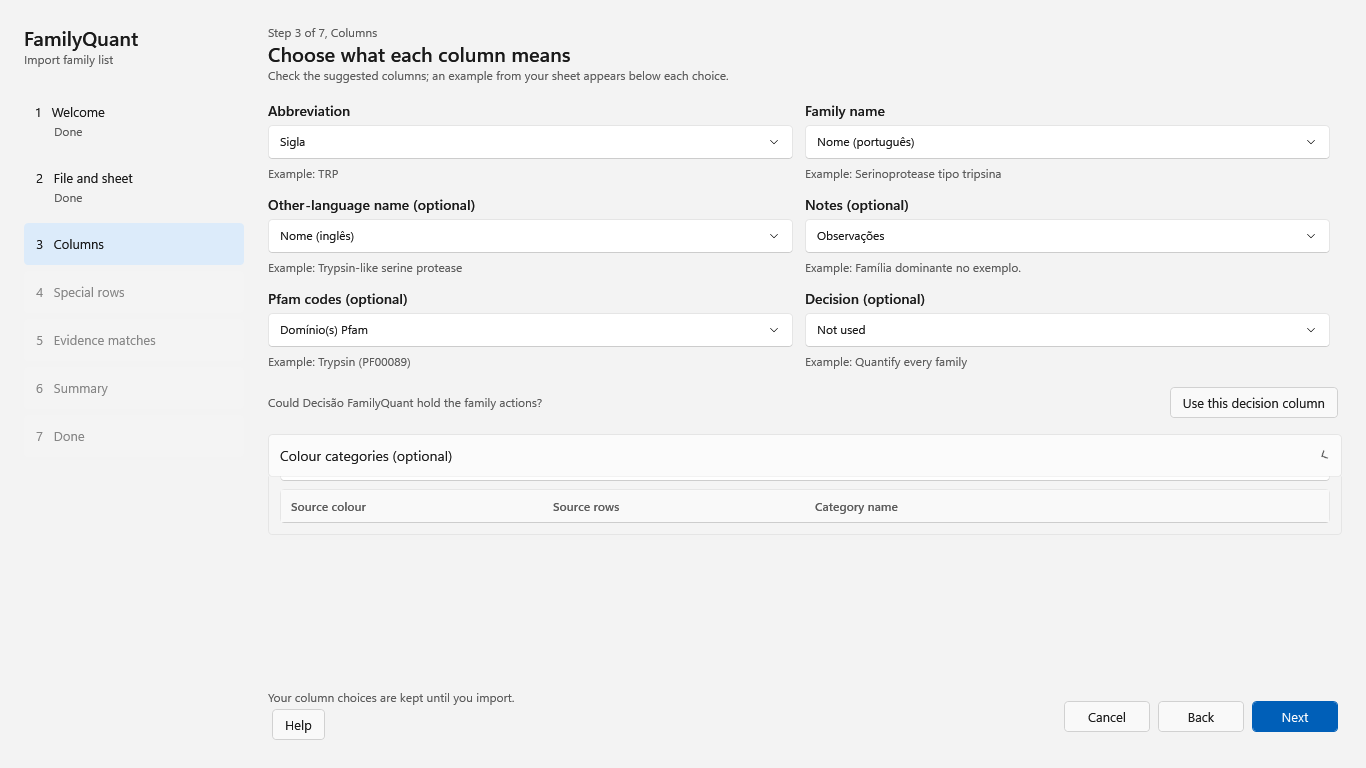 FamilyQuant
Import family list
1 Welcome
Done
2 File and sheet
Done
3 Columns
4 Special rows
5 Evidence matches
6 Summary
7 Done
Step 3 of 7, Columns
Choose what each column means
Check the suggested columns; an example from your sheet appears below each choice.
Abbreviation
Sigla
Example: TRP
Family name
Nome (português)
Example: Serinoprotease tipo tripsina
Other-language name (optional)
Nome (inglês)
Example: Trypsin-like serine protease
Notes (optional)
Observações
Example: Família dominante no exemplo.
Pfam codes (optional)
Domínio(s) Pfam
Example: Trypsin (PF00089)
Decision (optional)
Not used
Example: Quantify every family
Could Decisão FamilyQuant hold the family actions?
Use this decision column
Colour categories (optional)
Source colour Source rows Category name
Your column choices are kept until you import.
Help
Cancel Back Next